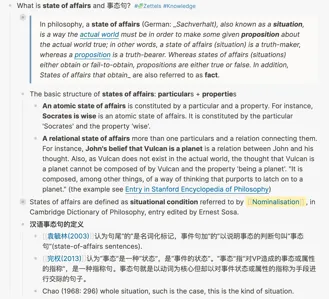 What is state of affairs and 事态句? #🌱Zettels #Knowledge
In philosophy, a state of affairs (German: _Sachverhalt), also known as a situation,
is a way the actual world must be in order to make some given proposition about
the actual world true; in other words, a state of affairs (situation) is a truth-maker,
whereas a proposition is a truth-bearer. Whereas states of affairs (situations)
either obtain or fail-to-obtain, propositions are either true or false. In addition,
States of affairs that obtain_ are also referred to as fact.
The basic structure of states of affairs: particulars + properties
An atomic state of affairs is constituted by a particular and a property. For instance,
Socrates is wise is an atomic state of affairs. It is constituted by the particular
'Socrates' and the property 'wise'.
A relational state of affairs more than one particulars and a relation connecting them.
For instance, John's belief that Vulcan is a planet is a relation between John and his
thought. Also, as Vulcan does not exist in the actual world, the thought that Vulcan is
a planet cannot be composed of by Vulcan and the property 'being a planet'. "It is
composed, among other things, of a way of thinking that purports to latch on to a
planet." (the example see Entry in Stanford Encyclopedia of Philosophy)
States of affairs are defined as situational condition referred to by [[Nominalisation]], in
Cambridge Dictionary of Philosophy, entry edited by Ernest Sosa.
汉语事态句的定义
[袁毓林(2003) 认为句尾"的"是名词化标记，事件句加"的"以说明事态的判断句叫"事态
句"(state-of-affairs sentences).
[完权(2013) 认为"事态"是一种"状态"，是"事件的状态"。"事态"指对VP造成的事态或属性
的指称"，是一种指称句。事态句就是以动词为核心但却以对事件状态或属性的指称为手段进
行交际的句子。
Chao (1968: 296) whole situation, such is the case, this is the kind of situation.